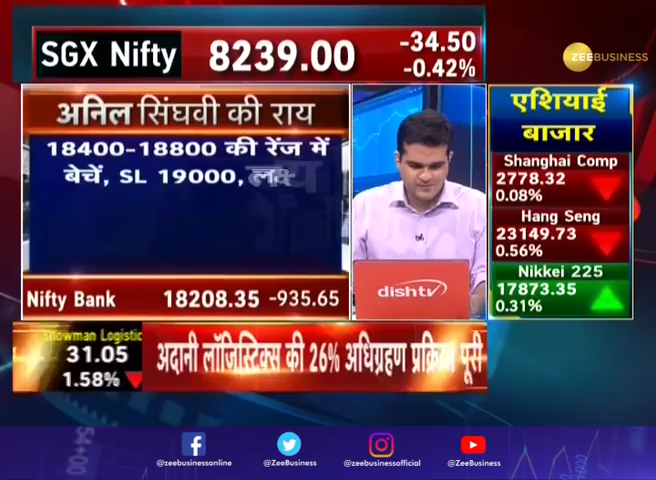 SGX Nifty 8239.00 -34.50
-0.42%
ZEE BUSINESS
अनिल सिंघवी की राय
18400-18800 की रेंज में
बेचें, SL 19000,
Nifty Bank 18208.35 -935.65
dishtv
एशियाई
बाजार
Shanghai Comp
2778.32
0.08%
Hang Seng
23149.73
0.56%
Nikkei 225
17873.35
0.31%
Snowman Logistic
31.05
1.58%
अदानी लॉजिस्टिक्स की 26% अधिग्रहण प्रक्रिया पूरी
@zeebusinessonline
@ZeeBusiness
@zeebusinessofficial
@ZeeBusiness